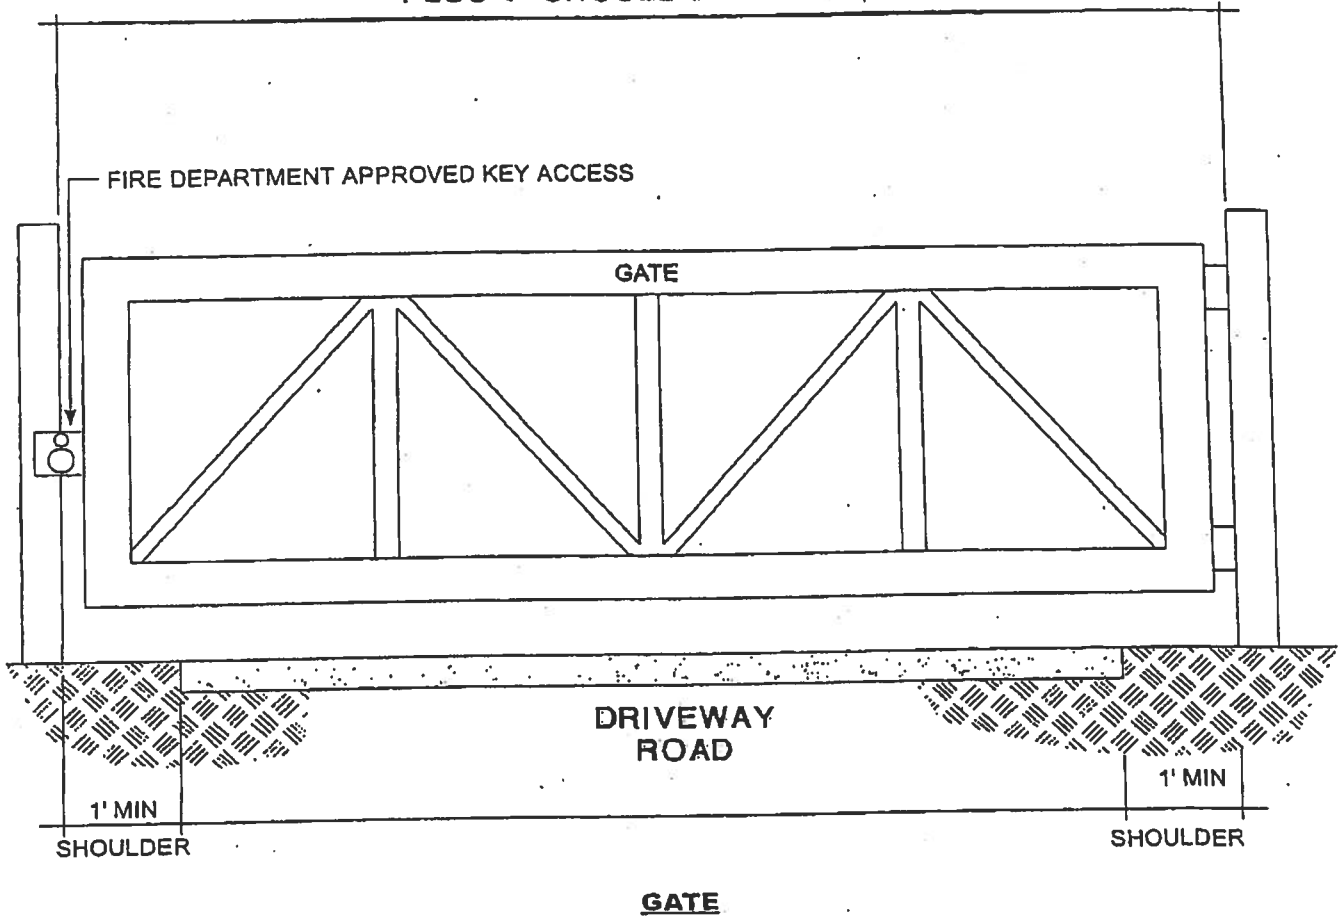 FIRE DEPARTMENT APPROVED KEY ACCESS
GATE
DRIVEWAY
ROAD
1' MIN
SHOULDER
1' MIN
SHOULDER
GATE